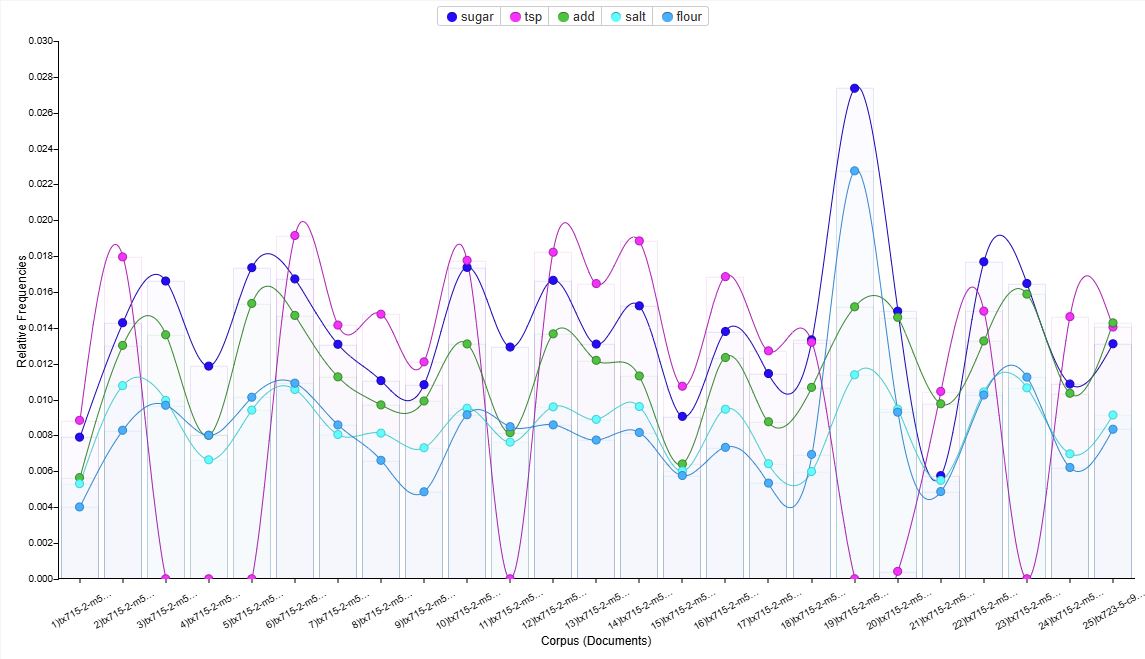 sugar tsp add salt flour
0.030
0.028
0.026
0.024
0.022
0.020
0.018
0.016
0.014
0.012
0.010
0.008
0.006
0.004
0.002
0.000
Relative Frequencies
1)tx715-2-m5…
2)tx715-2-m5…
3)tx715-2-m5…
4)tx715-2-m5…
5)tx715-2-m5…
6)tx715-2-m5…
7)tx715-2-m5…
8)tx715-2-m5…
9)tx715-2-m5…
10)tx715-2-m5…
11)tx715-2-m5…
12)tx715-2-m5…
13)tx715-2-m5…
14)tx715-2-m5…
15)tx715-2-m5…
16)tx715-2-m5…
17)tx715-2-m5…
18)tx715-2-m5…
19)tx715-2-m5…
20)tx715-2-m5…
21)tx715-2-m5…
22)tx715-2-m5…
23)tx715-2-m5…
24)tx715-2-m5…
25)tx723-5-c9…
Corpus (Documents)